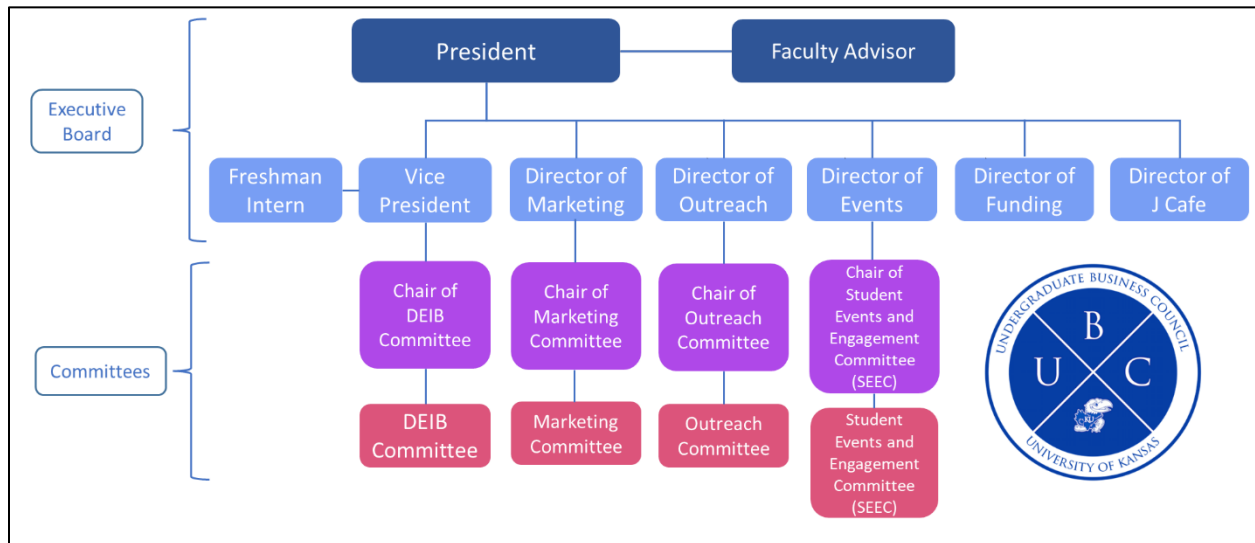 President
Faculty Advisor
Executive
Board
Freshman
Intern
Vice
President
Director of
Marketing
Director of
Outreach
Director of
Events
Director of
Funding
Director of
J Cafe
Committees
Chair of
DEIB
Committee
Chair of
Marketing
Committee
Chair of
Outreach
Committee
Chair of
Student
Events and
Engagement
Committee
(SEEC)
DEIB
Committee
Marketing
Committee
Outreach
Committee
Student
Events and
Engagement
Committee
(SEEC)
UNDERGRADUATE BUSINESS COUNCIL
B
U C
KU
UNIVERSITY OF KANSAS